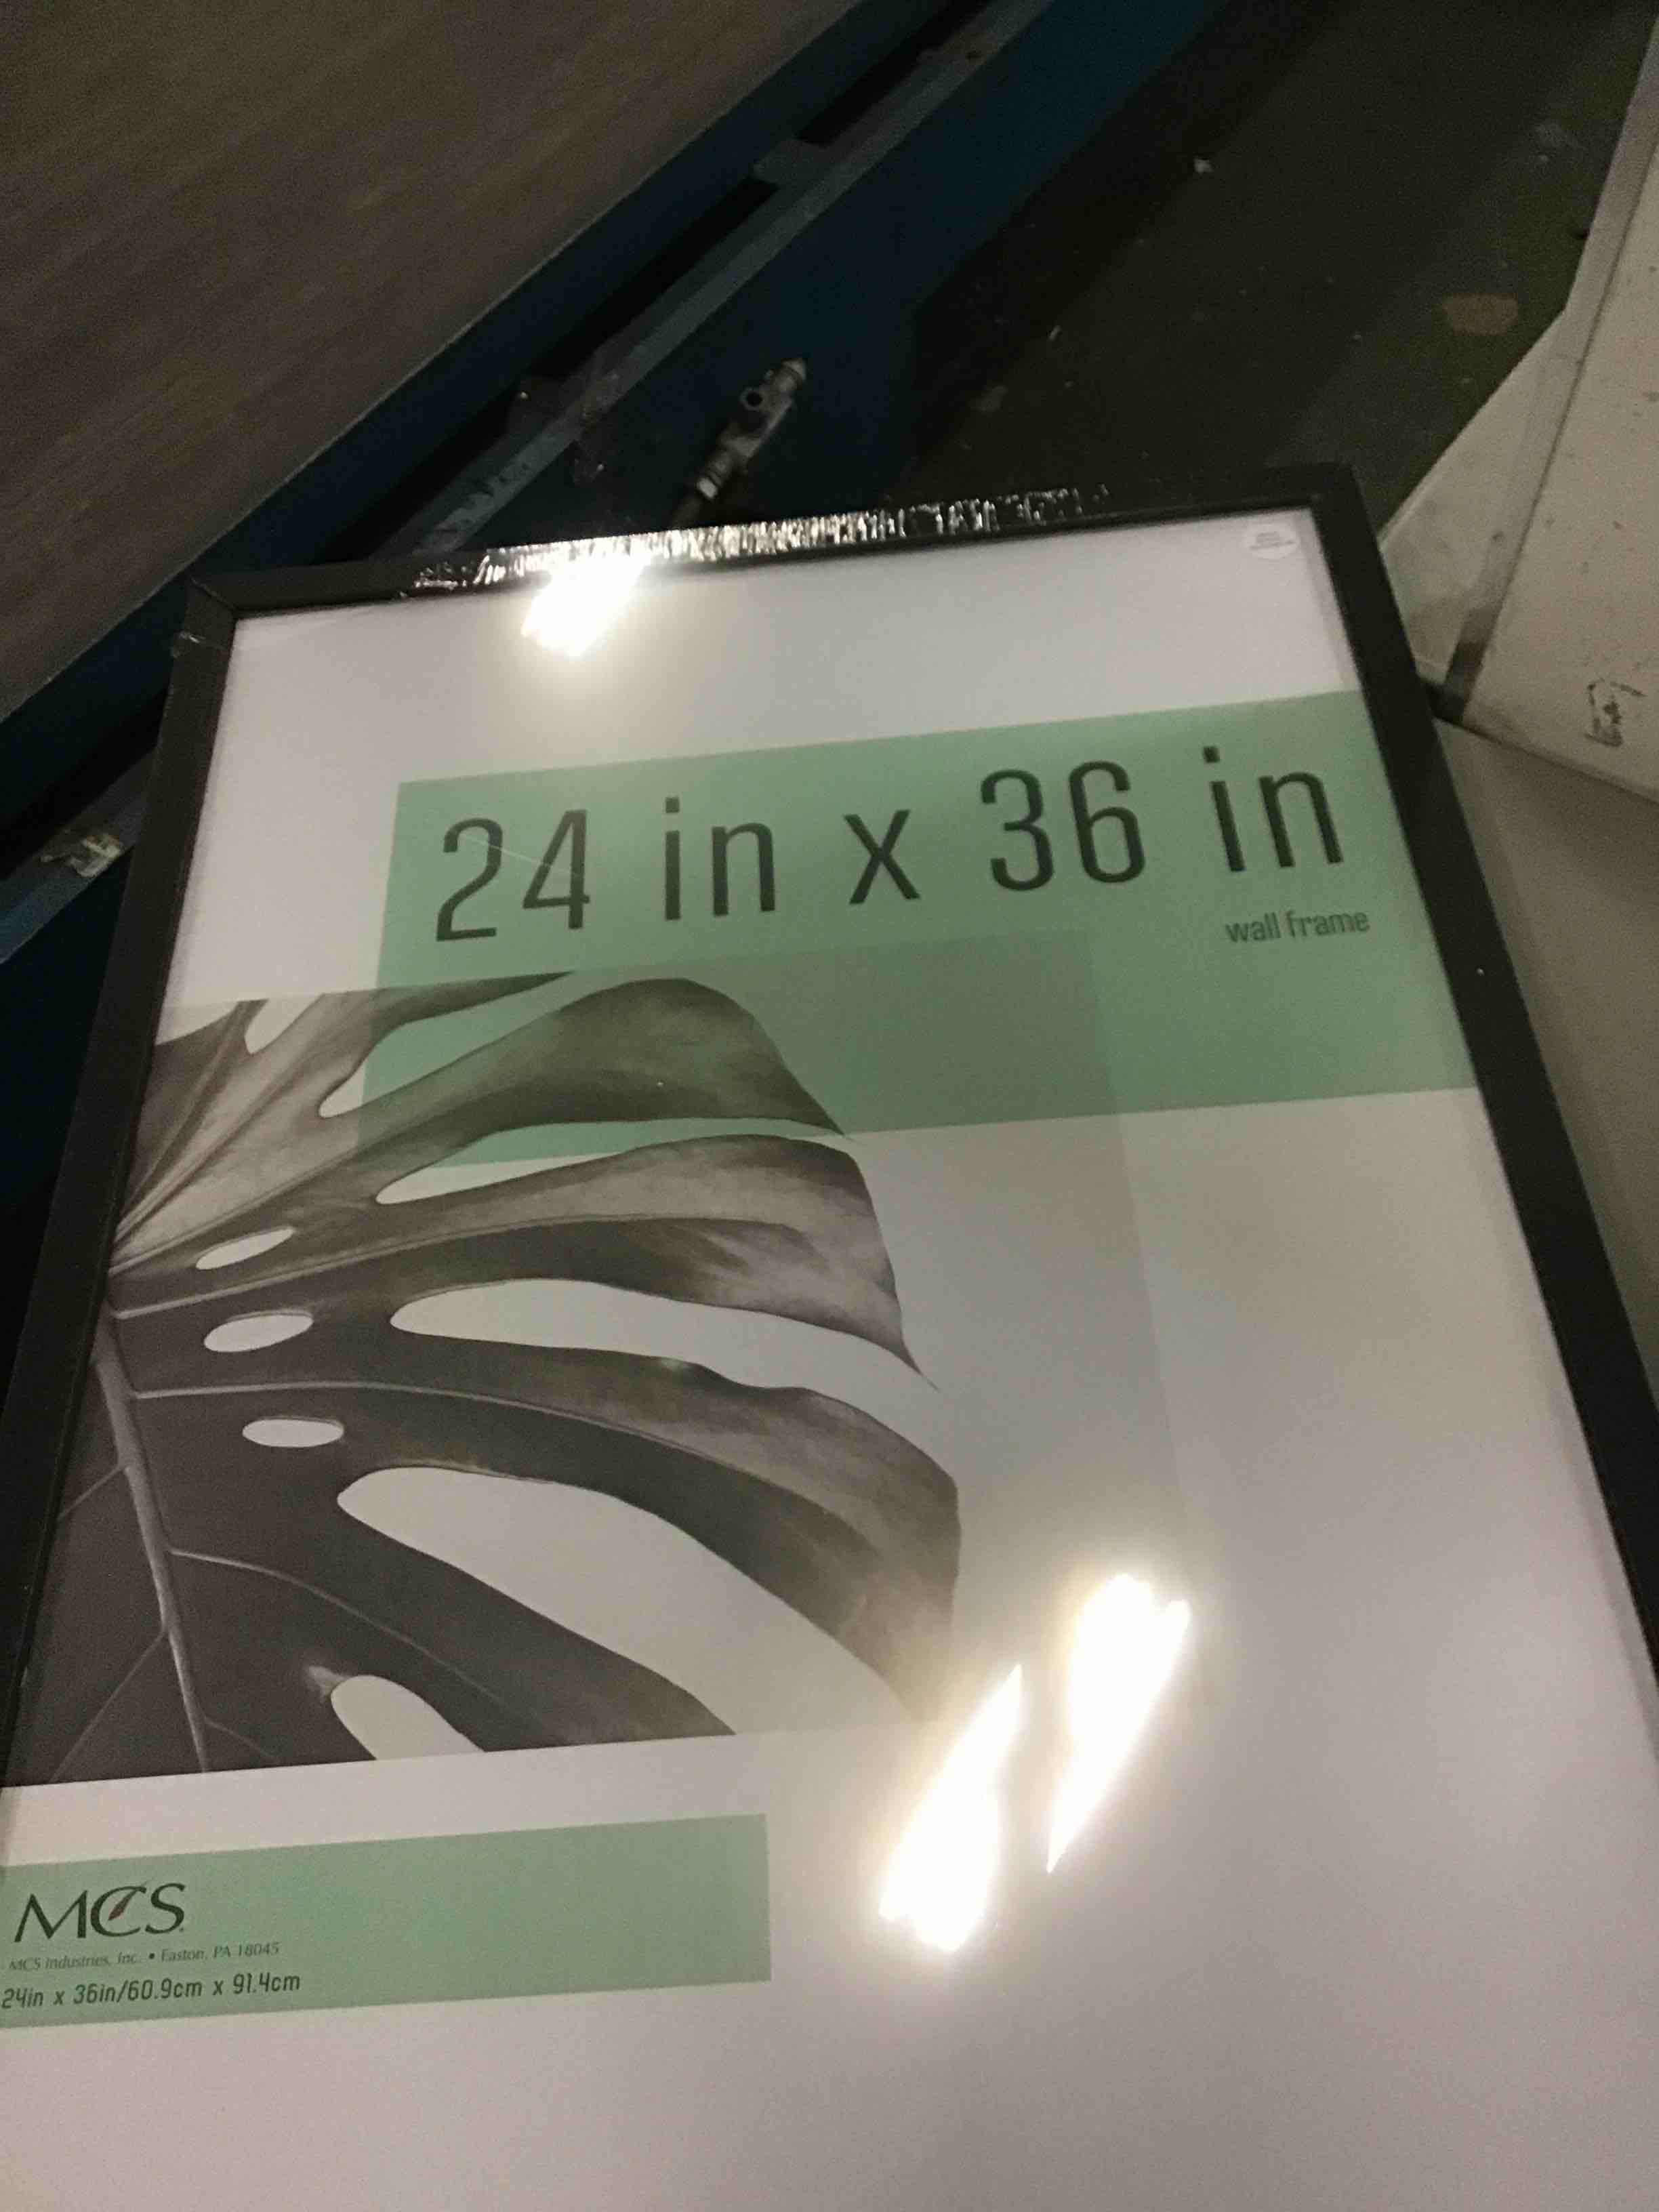 24 in x 36 in
wall frame
MCS
MCS Industries, Inc. • Easton, PA 18045
24in x 36in/60.9cm x 91.4cm